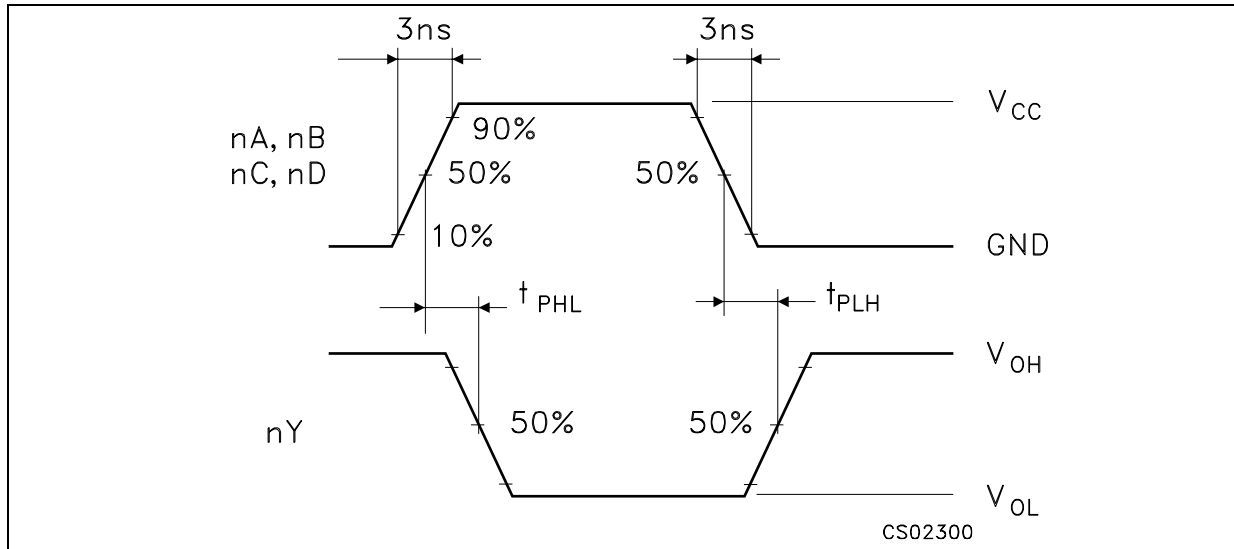 3ns 3ns
V CC
90%
nA, nB
nC, nD
50% 50%
10%
GND
t PHL tPLH
V OH
50% 50%
nY
V OL
CS02300